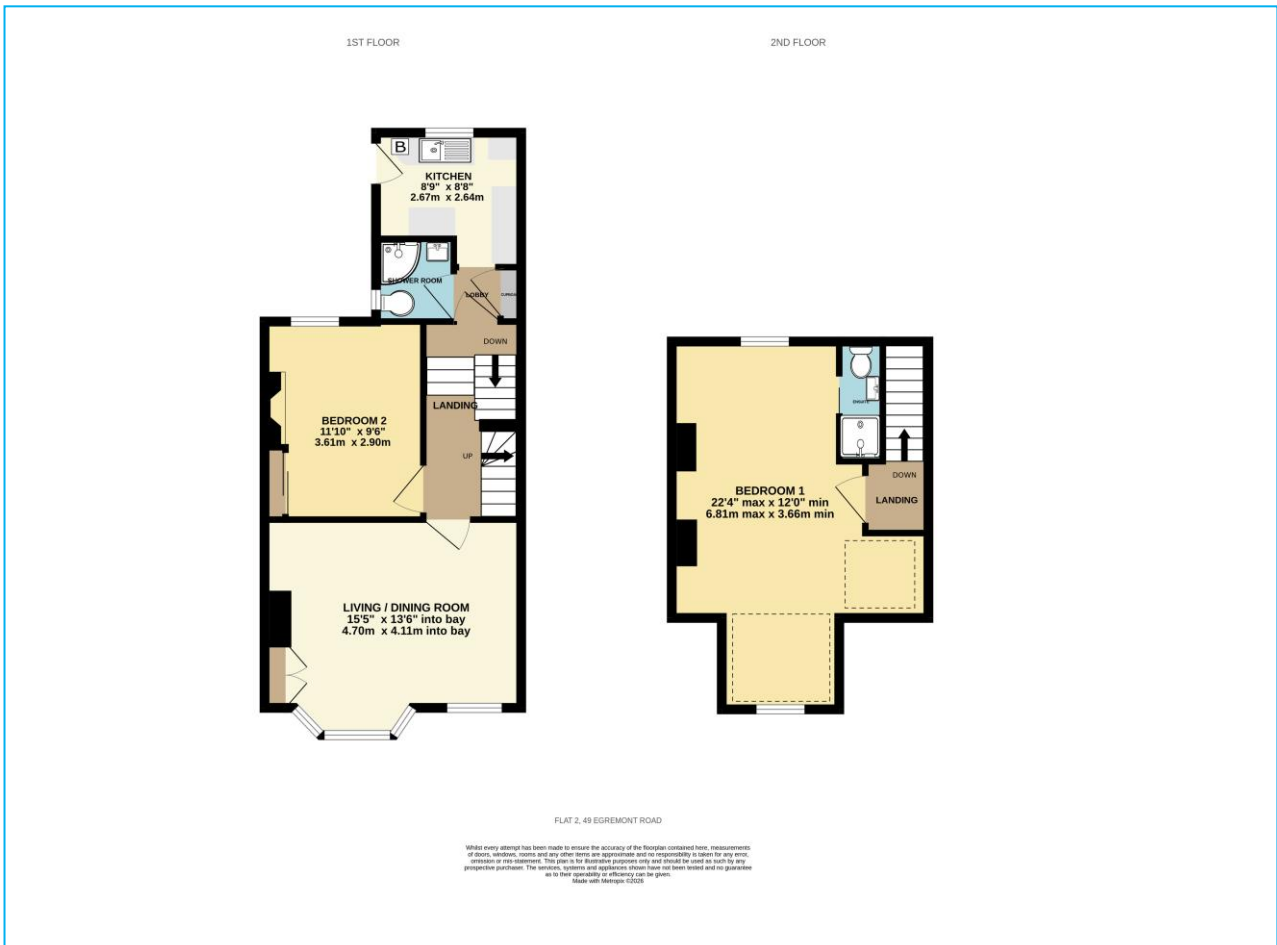 1ST FLOOR
2ND FLOOR
B
KITCHEN
8'9" x 8'8"
2.67m x 2.64m
SHOWER ROOM
LOBBY
CUPBOARD
DOWN
LANDING
BEDROOM 2
11'10" x 9'6"
3.61m x 2.90m
UP
LIVING / DINING ROOM
15'5" x 13'6" into bay
4.70m x 4.11m into bay
ENSUITE
DOWN
LANDING
BEDROOM 1
22'4" max x 12'0" min
6.81m max x 3.66m min
FLAT 2, 49 EGREMONT ROAD
Whilst every attempt has been made to ensure the accuracy of the floorplan contained here, measurements
of doors, windows, rooms and any other items are approximate and no responsibility is taken for any error,
omission or mis-statement. This plan is for illustrative purposes only and should be used as such by any
prospective purchaser. The services, systems and appliances shown have not been tested and no guarantee
as to their operability or efficiency can be given.
Made with Metropix ©2026